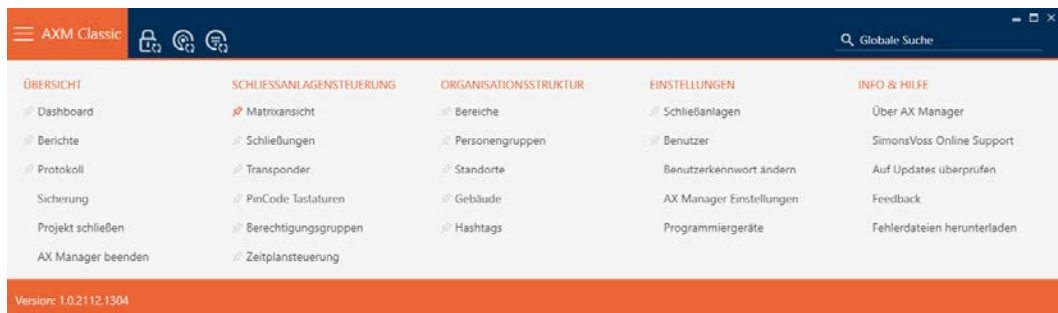 AXM Classic
Globale Suche
ÜBERSICHT
Dashboard
Berichte
Protokoll
Sicherung
Projekt schließen
AX Manager beenden
SCHLIESSANLAGENSTEUERUNG
Matrixansicht
Schließungen
Transponder
PinCode Tastaturen
Berechtigungsgruppen
Zeitplansteuerung
ORGANISATIONSSTRUKTUR
Bereiche
Personengruppen
Standorte
Gebäude
Hashtags
EINSTELLUNGEN
Schließanlagen
Benutzer
Benutzerkennwort ändern
AX Manager Einstellungen
Programmiergeräte
INFO & HILFE
Über AX Manager
SimonsVoss Online Support
Auf Updates überprüfen
Feedback
Fehlerdateien herunterladen
Version: 1.0.2112.1304